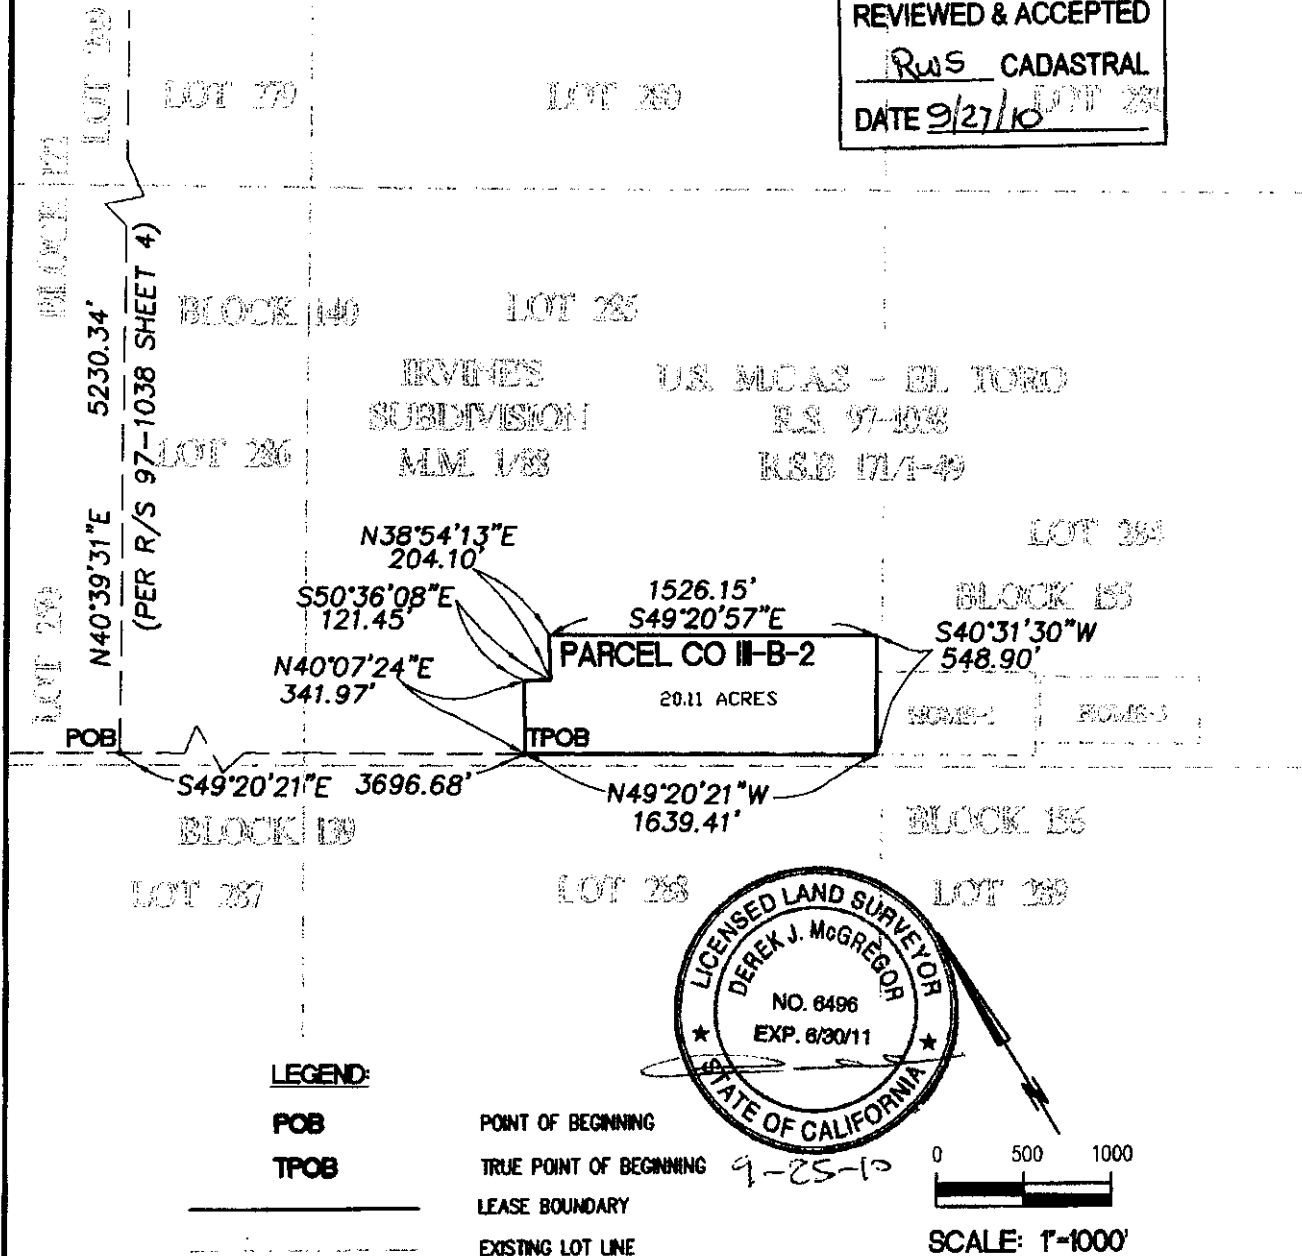 REVIEWED & ACCEPTED
RWS CADASTRAL
DATE 9/27/10
LOT 279
LOT 280
BLOCK 140
LOT 285
5230.34'
N40°39'31"E
(PER R/S 97-1038 SHEET 4)
IRVINE'S
SUBDIVISION
M.M. 1/88
U.S. M.C.A.S - EL TORO
R.S. 97-1038
R.S.B 171/1-49
LOT 286
LOT 284
BLOCK 155
N38°54'13"E
204.10'
S50°36'08"E
121.45'
N40°07'24"E
341.97'
1526.15'
S49°20'57"E
S40°31'30"W
548.90'
PARCEL CO III-B-2
20.11 ACRES
POB
TPOB
S49°20'21"E 3696.68'
N49°20'21"W
1639.41'
BLOCK 139
BLOCK 156
LOT 287
LOT 288
LOT 289
LICENSED LAND SURVEYOR
DEREK J. McGREGOR
NO. 6496
EXP. 6/30/11
STATE OF CALIFORNIA
9-25-10
LEGEND:
POB POINT OF BEGINNING
TPOB TRUE POINT OF BEGINNING
LEASE BOUNDARY
EXISTING LOT LINE
N
0 500 1000
SCALE: 1"=1000'